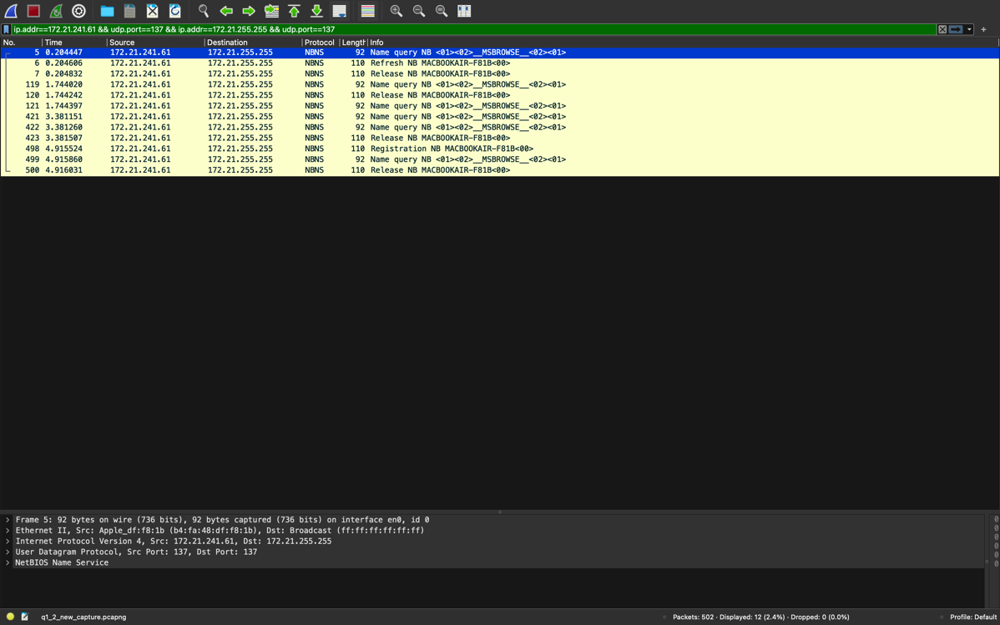 ip.addr==172.21.241.61 && udp.port==137 && ip.addr==172.21.255.255 && udp.port==137
No. Time Source Destination Protocol Length Info
5 0.204447 172.21.241.61 172.21.255.255 NBNS 92 Name query NB <01><02>__MSBROWSE__<02><01>
6 0.204606 172.21.241.61 172.21.255.255 NBNS 110 Refresh NB MACBOOKAIR-F81B<00>
7 0.204832 172.21.241.61 172.21.255.255 NBNS 110 Release NB MACBOOKAIR-F81B<00>
119 1.744020 172.21.241.61 172.21.255.255 NBNS 92 Name query NB <01><02>__MSBROWSE__<02><01>
120 1.744242 172.21.241.61 172.21.255.255 NBNS 110 Release NB MACBOOKAIR-F81B<00>
121 1.744397 172.21.241.61 172.21.255.255 NBNS 92 Name query NB <01><02>__MSBROWSE__<02><01>
421 3.381151 172.21.241.61 172.21.255.255 NBNS 92 Name query NB <01><02>__MSBROWSE__<02><01>
422 3.381260 172.21.241.61 172.21.255.255 NBNS 92 Name query NB <01><02>__MSBROWSE__<02><01>
423 3.381507 172.21.241.61 172.21.255.255 NBNS 110 Release NB MACBOOKAIR-F81B<00>
498 4.915524 172.21.241.61 172.21.255.255 NBNS 110 Registration NB MACBOOKAIR-F81B<00>
499 4.915860 172.21.241.61 172.21.255.255 NBNS 92 Name query NB <01><02>__MSBROWSE__<02><01>
500 4.916031 172.21.241.61 172.21.255.255 NBNS 110 Release NB MACBOOKAIR-F81B<00>
Frame 5: 92 bytes on wire (736 bits), 92 bytes captured (736 bits) on interface en0, id 0
Ethernet II, Src: Apple_df:f8:1b (b4:fa:48:df:f8:1b), Dst: Broadcast (ff:ff:ff:ff:ff:ff)
Internet Protocol Version 4, Src: 172.21.241.61, Dst: 172.21.255.255
User Datagram Protocol, Src Port: 137, Dst Port: 137
NetBIOS Name Service
q1_2_new_capture.pcapng
Packets: 502 · Displayed: 12 (2.4%) · Dropped: 0 (0.0%)
Profile: Default